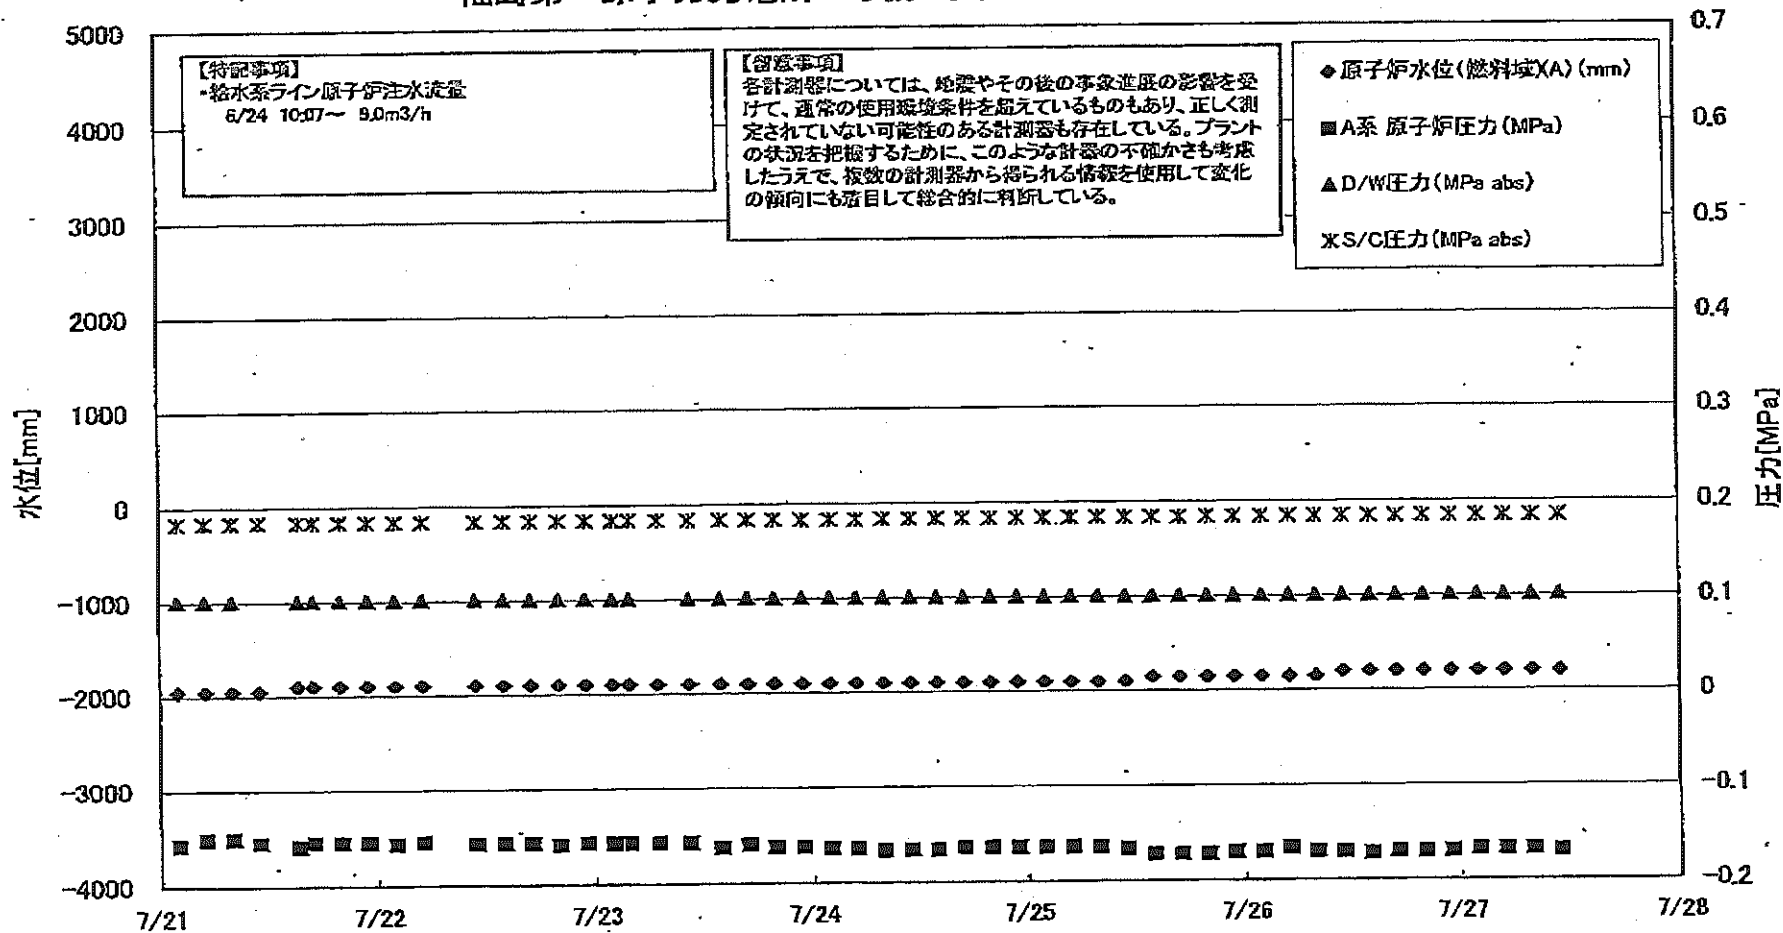 5000
4000
3000
2000
1000
0
-1000
-2000
-3000
-4000
水位[mm]
【特記事項】
・給水系ライン原子炉注水流量
6/24 10:07～ 9.0m3/h
【留意事項】
各計測器については、地震やその後の事象進展の影響を受
けて、通常の使用環境条件を超えているものもあり、正しく測
定されていない可能性のある計測器も存在している。プラント
の状況を把握するために、このような計器の不確かさも考慮
したうえで、複数の計測器から得られる情報を使用して変化
の傾向にも着目して総合的に判断している。
原子炉水位(燃料域)(A) (mm)
A系 原子炉圧力(MPa)
D/W圧力(MPa abs)
S/C圧力(MPa abs)
0.7
0.6
0.5
0.4
0.3
0.2
0.1
0
-0.1
-0.2
圧力[MPa]
7/21 7/22 7/23 7/24 7/25 7/26 7/27 7/28